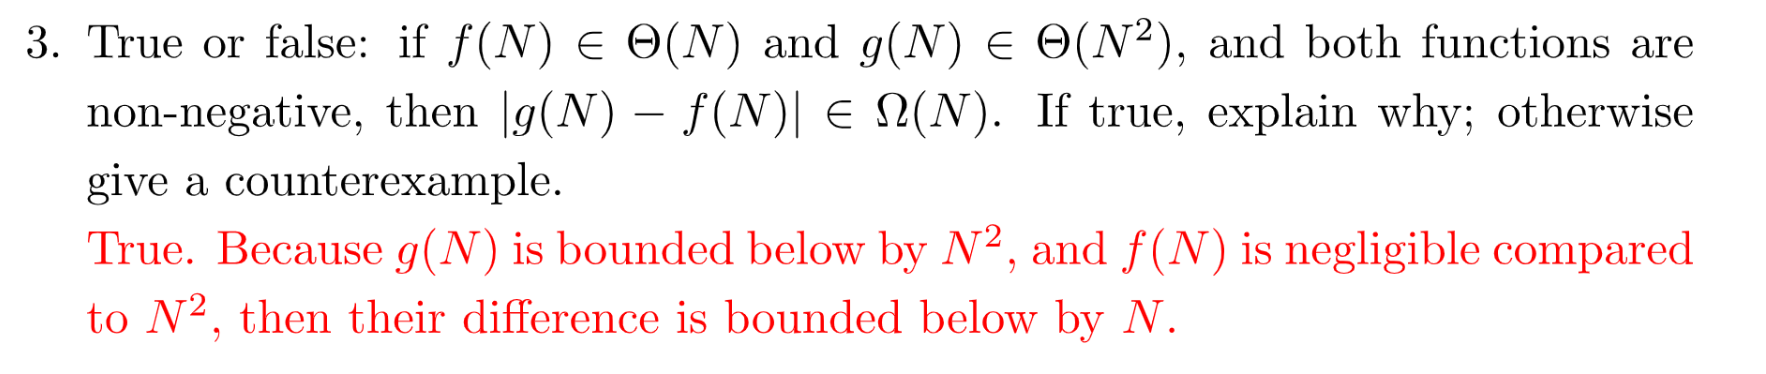 3. True or false: if f(N) ∈ Θ(N) and g(N) ∈ Θ(N²), and both functions are
non-negative, then |g(N) − f(N)| ∈ Ω(N). If true, explain why; otherwise
give a counterexample.
True. Because g(N) is bounded below by N², and f(N) is negligible compared
to N², then their difference is bounded below by N.